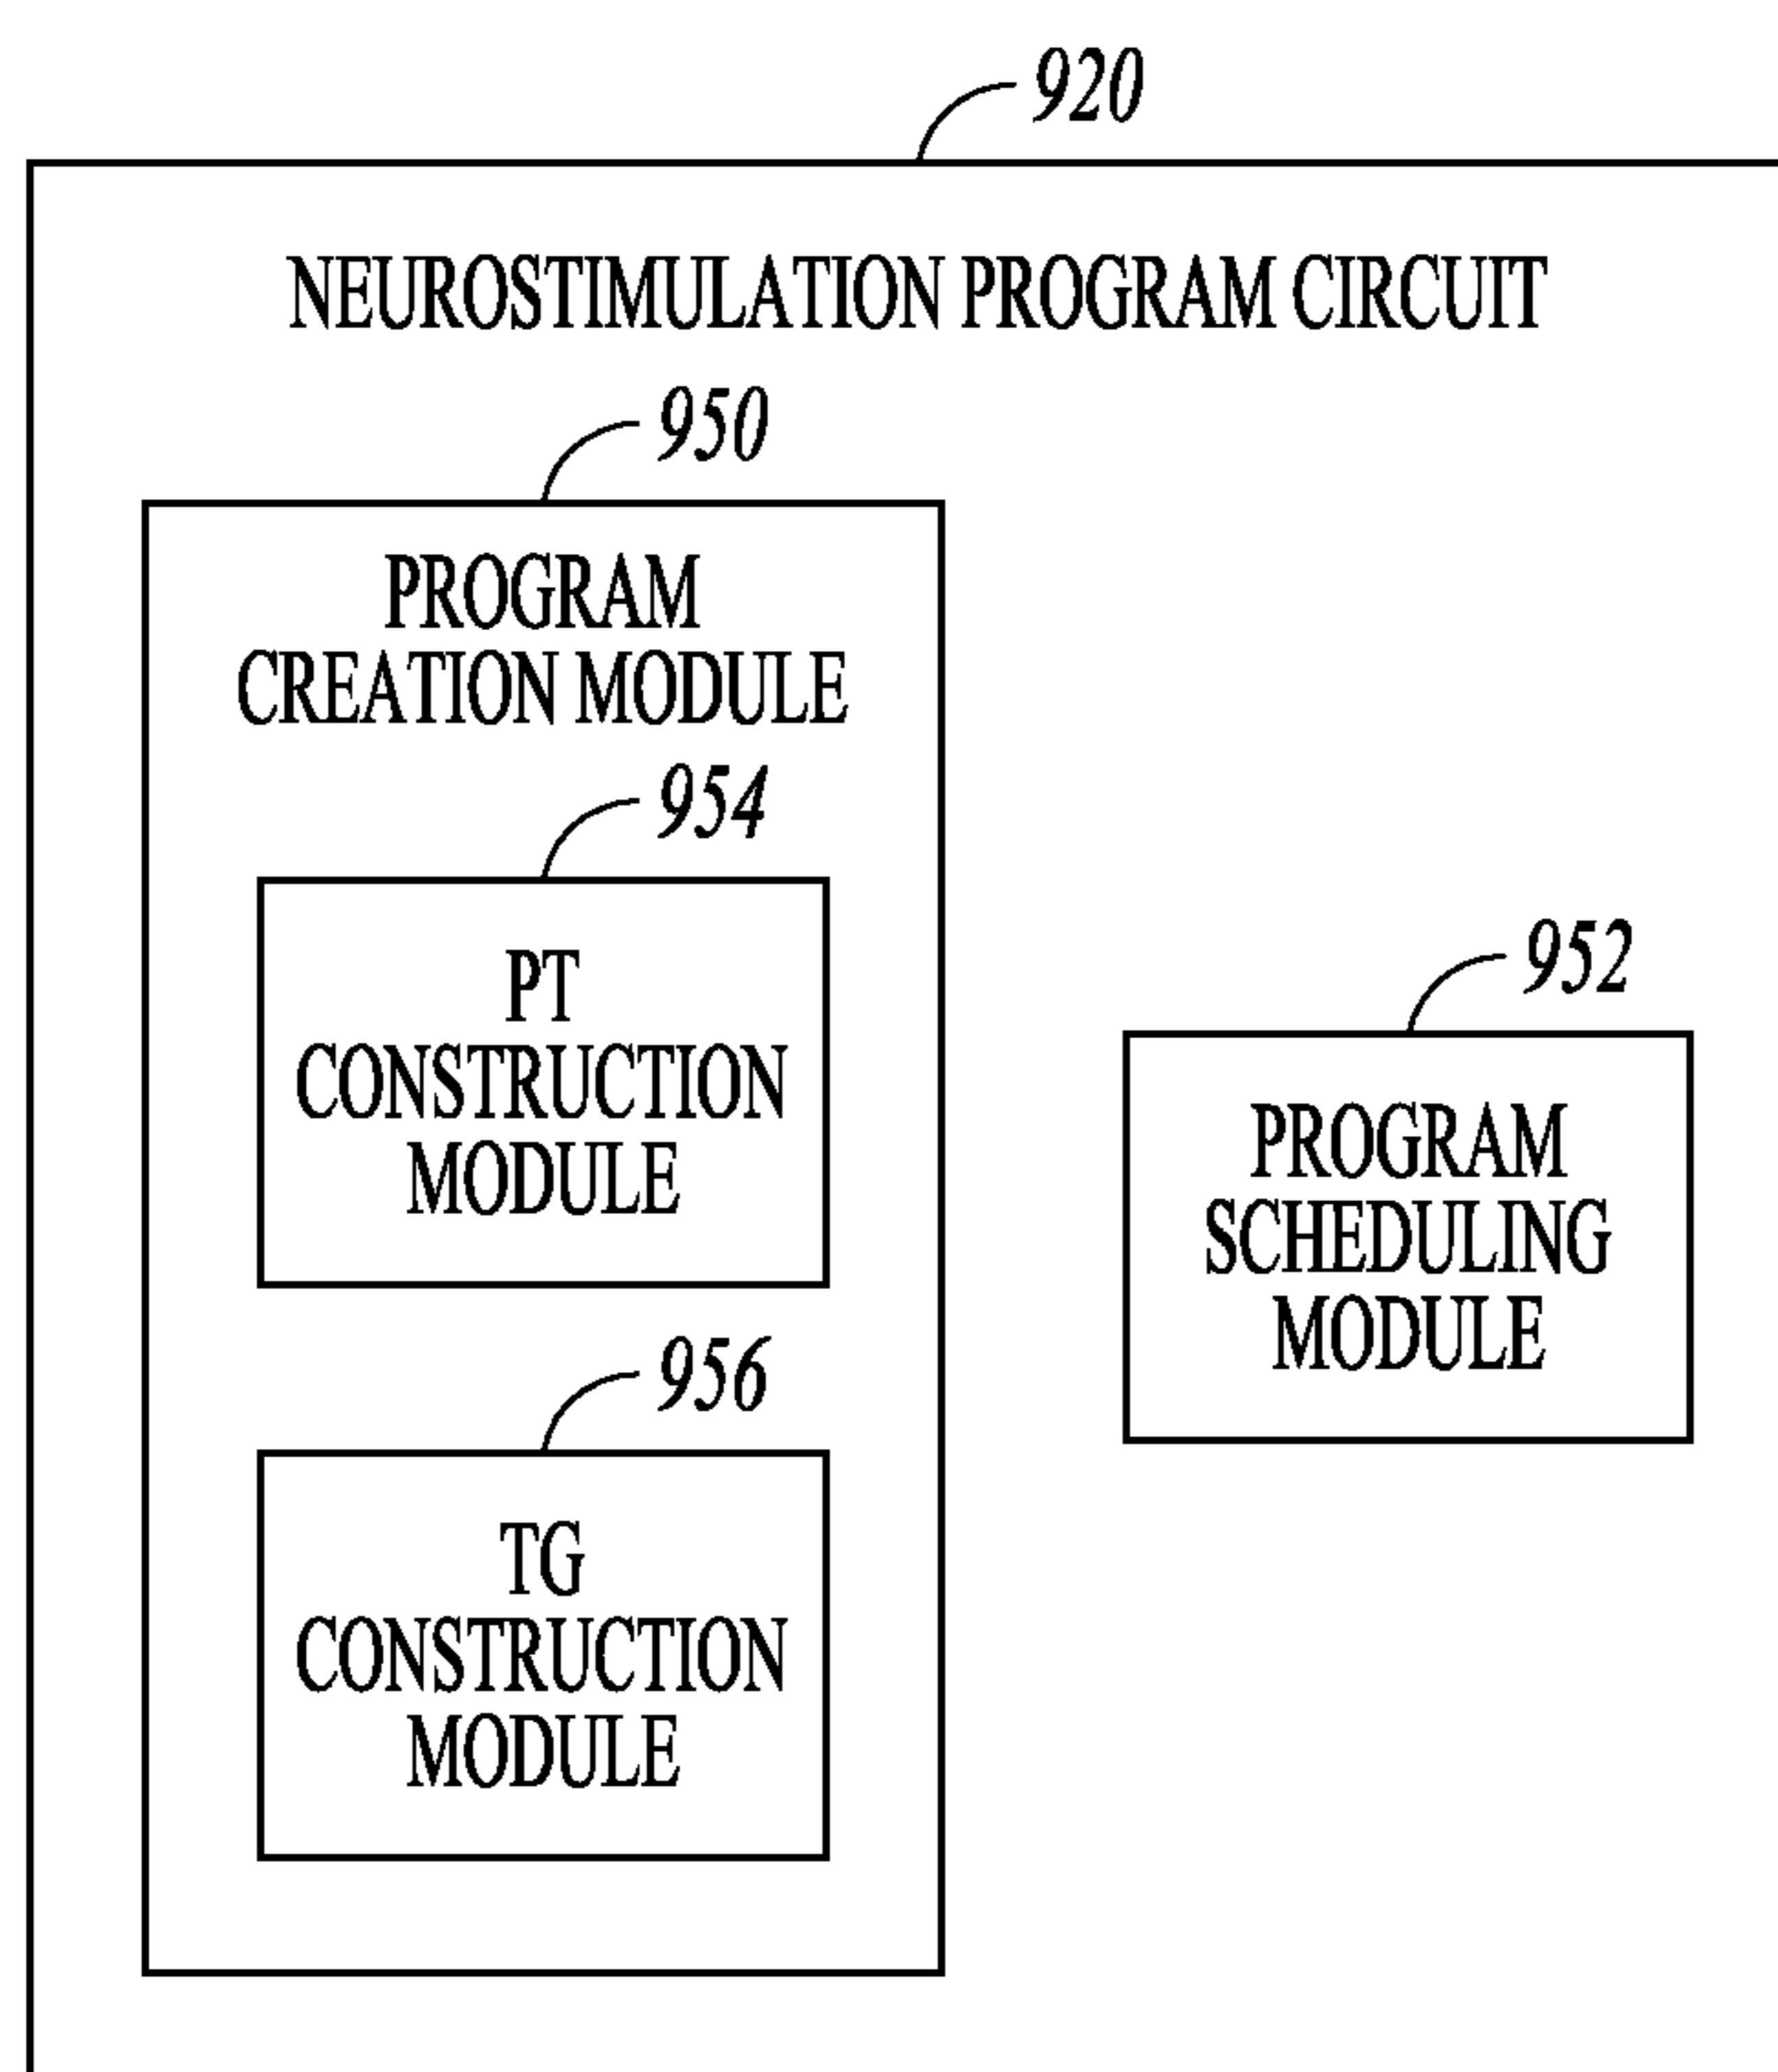 920
NEUROSTIMULATION PROGRAM CIRCUIT
950
PROGRAM
CREATION MODULE
954
PT
CONSTRUCTION
MODULE
956
TG
CONSTRUCTION
MODULE
952
PROGRAM
SCHEDULING
MODULE